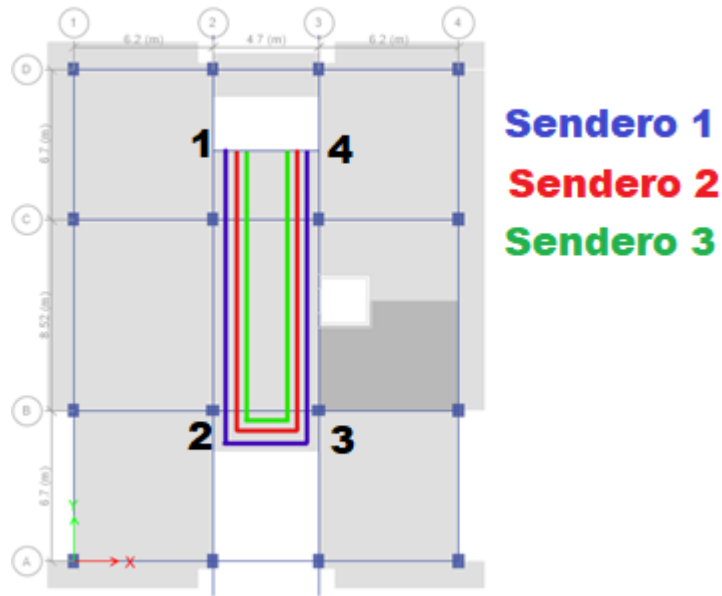 1 2 3 4
6.2 (m) 4.7 (m) 6.2 (m)
D
1 4
Sendero 1
6.7 (m)
Sendero 2
C
Sendero 3
8.52 (m)
B
2 3
6.7 (m)
Y
A
X